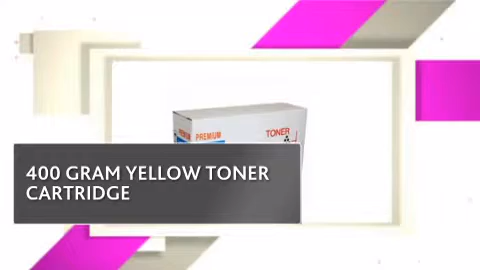 PREMIUM
TONER
400 GRAM YELLOW TONER
CARTRIDGE